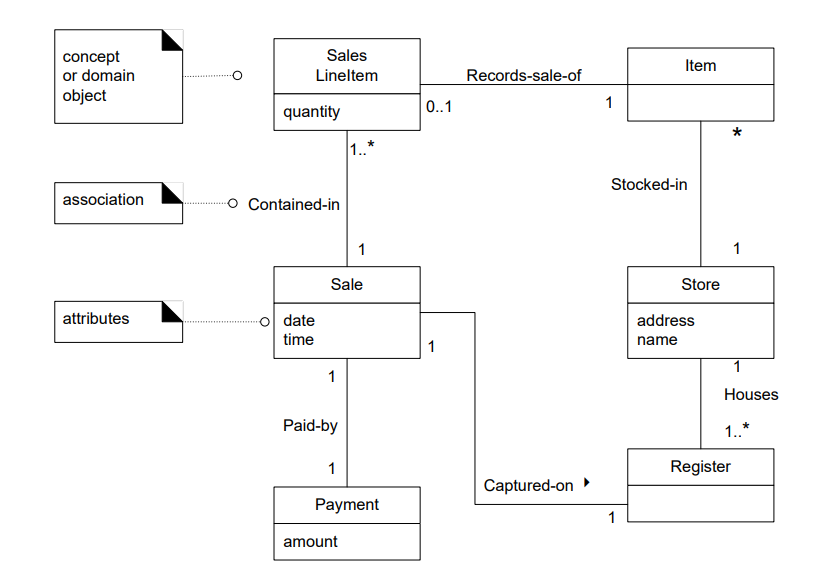 concept
or domain
object
Sales
LineItem
quantity
Records-sale-of
0..1
1
Item
*
1..*
association
Contained-in
Stocked-in
1
1
Sale
date
time
Store
address
name
attributes
1
1
1
Houses
Paid-by
1..*
1
Register
Captured-on
Payment
amount
1